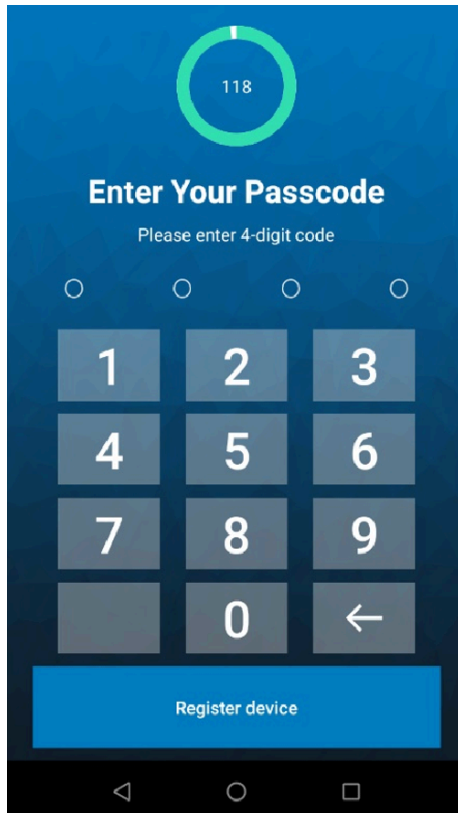 118
Enter Your Passcode
Please enter 4-digit code
1 2 3
4 5 6
7 8 9
0 ←
Register device